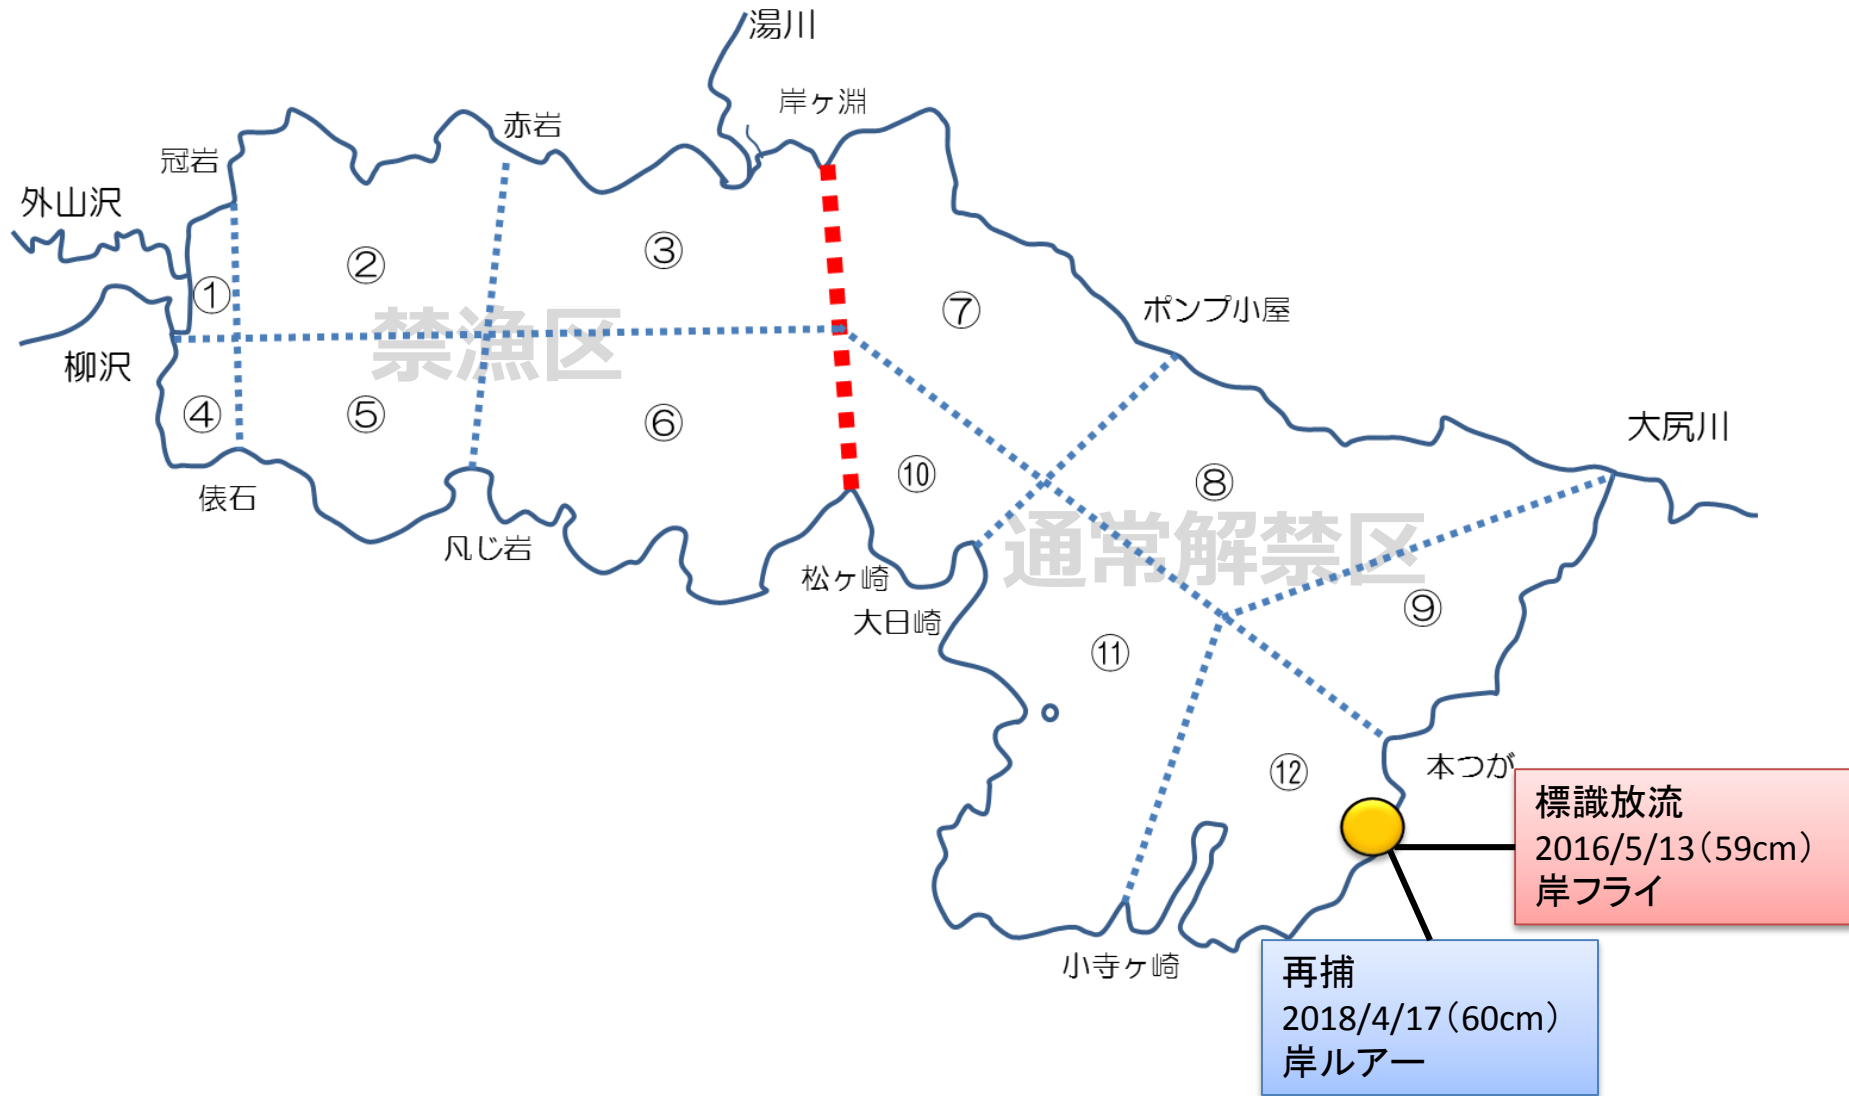 湯川
岸ヶ淵
赤岩
冠岩
外山沢
②
③
①
⑦
ポンプ小屋
禁漁区
柳沢
④
⑤
⑥
大尻川
⑩
⑧
俵石
凡じ岩
通常解禁区
松ヶ崎
大日崎
⑨
⑪
本つが
⑫
標識放流
2016/5/13(59cm)
岸フライ
小寺ヶ崎
再捕
2018/4/17(60cm)
岸ルアー